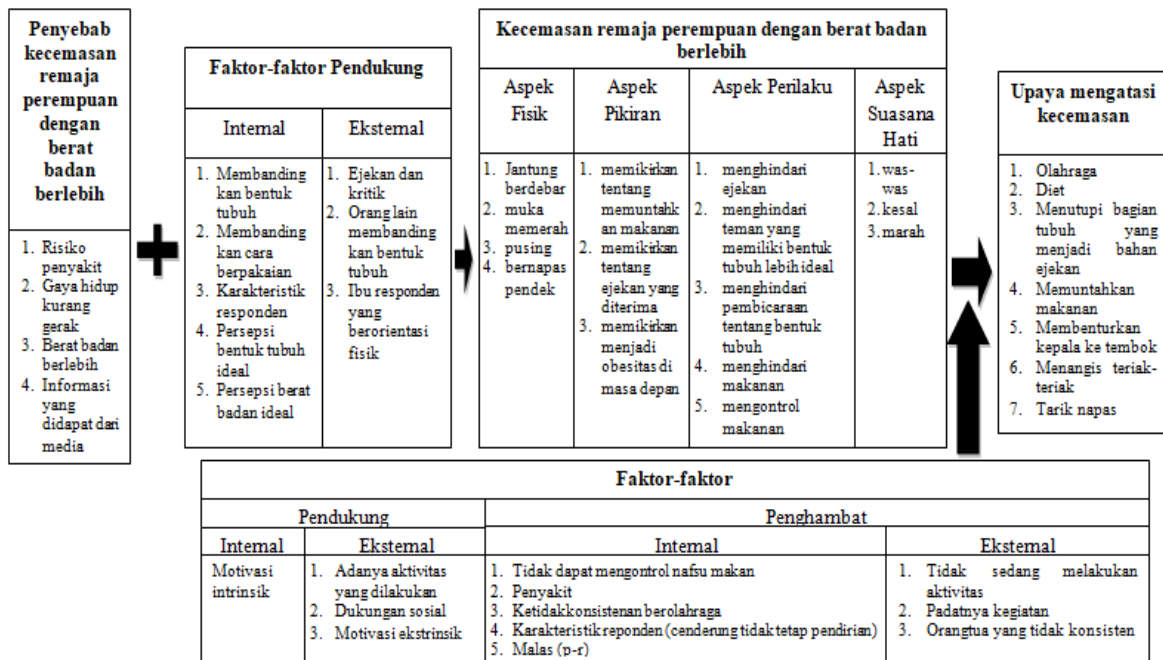 Penyebab
kecemasan
remaja
perempuan
dengan
berat
badan
berlebih
1. Risiko
penyakit
2. Gaya hidup
kurang
gerak
3. Berat badan
berlebih
4. Informasi
yang
didapat dari
media
Faktor-faktor Pendukung
Internal
1. Membanding
kan bentuk
tubuh
2. Membanding
kan cara
berpakaian
3. Karakteristik
responden
4. Persepsi
bentuk tubuh
ideal
5. Persepsi berat
badan ideal
Eksternal
1. Ejekan dan
kritik
2. Orang lain
membanding
kan bentuk
tubuh
3. Ibu responden
yang
berorientasi
fisik
Kecemasan remaja perempuan dengan berat badan
berlebih
Aspek
Fisik
1. Jantung
berdebar
2. muka
memerah
3. pusing
4. bernapas
pendek
Aspek
Pikiran
1. memikirkan
tentang
memuntahk
an makanan
2. memikirkan
tentang
ejekan yang
diterima
3. memikirkan
menjadi
obesitas di
masa depan
Aspek Perilaku
1. menghindari
ejekan
2. menghindari
teman yang
memiliki bentuk
tubuh lebih ideal
3. menghindari
pembicaraan
tentang bentuk
tubuh
4. menghindari
makanan
5. mengontrol
makanan
Aspek
Suasana
Hati
1. was-
was
2. kesal
3. marah
Upaya mengatasi
kecemasan
1. Olahraga
2. Diet
3. Menutupi bagian
tubuh yang
menjadi bahan
ejekan
4. Memuntahkan
makanan
5. Membenturkan
kepala ke tembok
6. Menangis teriak-
teriak
7. Tarik napas
Faktor-faktor
Pendukung
Internal
Motivasi
intrinsik
Eksternal
1. Adanya aktivitas
yang dilakukan
2. Dukungan sosial
3. Motivasi ekstrinsik
Penghambat
Internal
1. Tidak dapat mengontrol nafsu makan
2. Penyakit
3. Ketidakkonsistenan berolahraga
4. Karakteristik reponden (cenderung tidak tetap pendirian)
5. Malas (p-r)
Eksternal
1. Tidak sedang melakukan
aktivitas
2. Padatnya kegiatan
3. Orangtua yang tidak konsisten